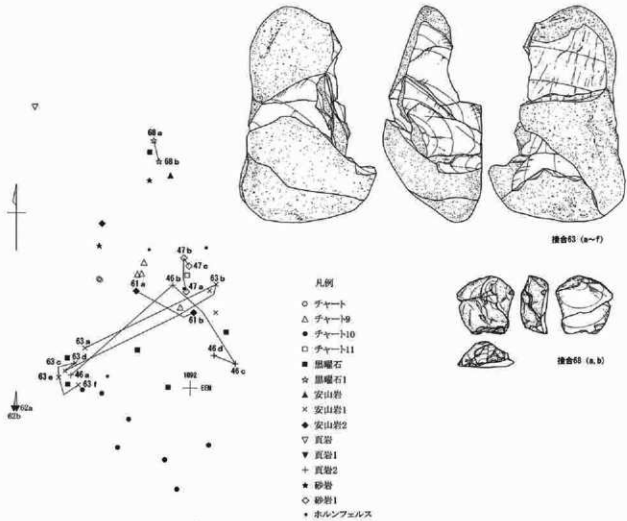 接合63 (a〜f)
接合68 (a,b)
68a
68b
47b
47c
46b
63b
61a
47a
61b
63a
63c
63d
63e
46a
63f
46d
46c
1092
62a
62b
凡例
チャート
チャート9
チャート10
チャート11
黒曜石
黒曜石1
安山岩
安山岩1
安山岩2
頁岩
頁岩1
頁岩2
砂岩
砂岩1
ホルンフェルス